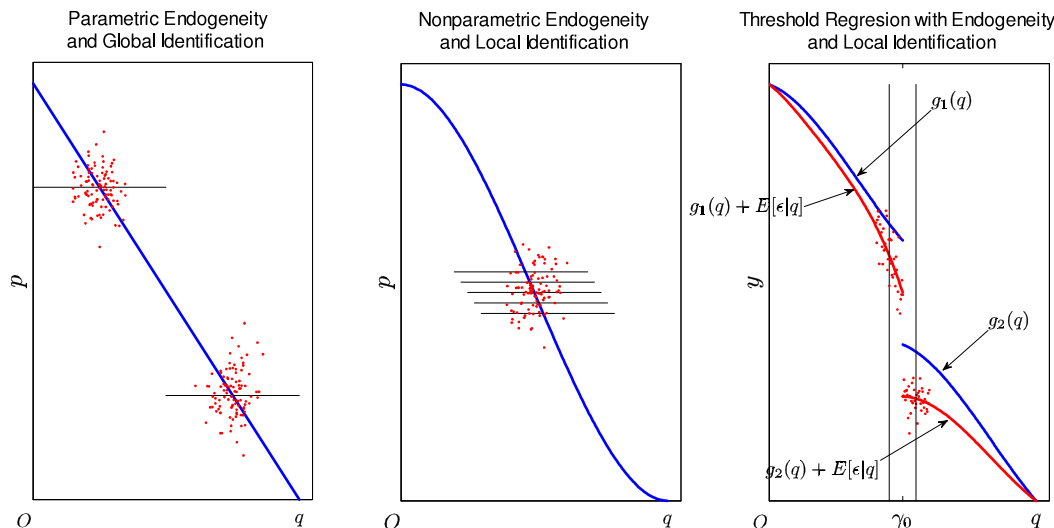 Parametric Endogeneity
and Global Identification
p
O
q
Nonparametric Endogeneity
and Local Identification
p
O
q
Threshold Regresion with Endogeneity
and Local Identification
g₁(q)
g₁(q) + E[ϵ|q]
y
g₂(q)
g₂(q) + E[ϵ|q]
O
γ₀
q